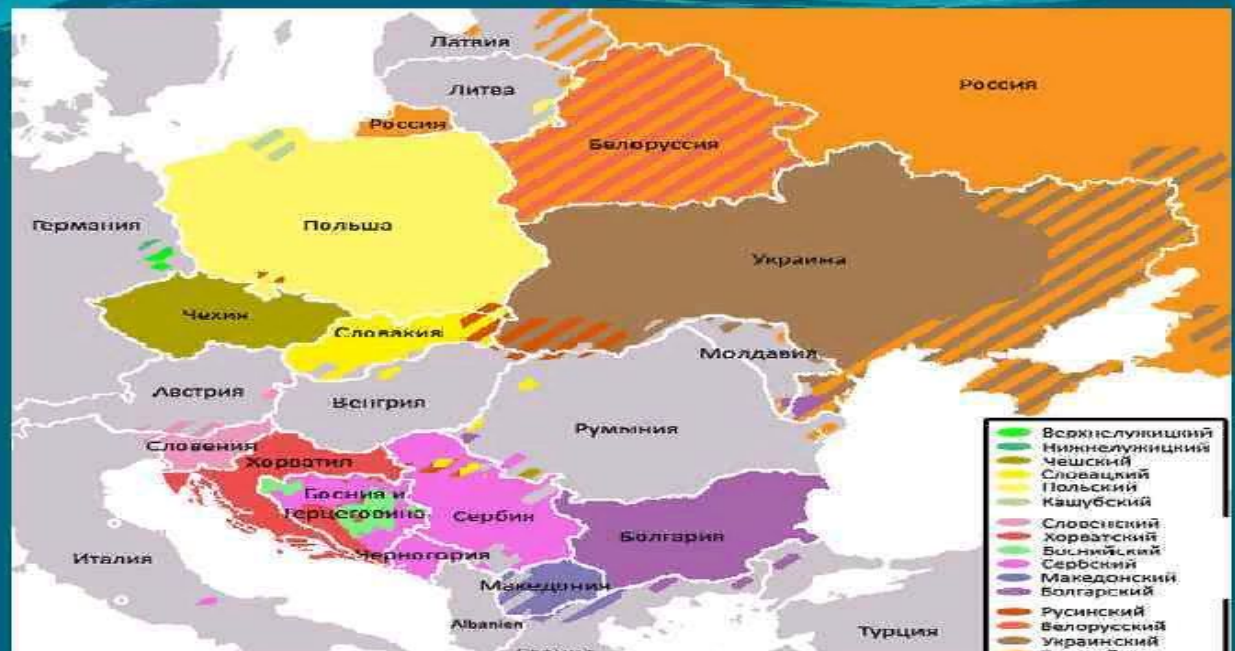 Латвия
Литва
Россия
Россия
Белоруссия
Германия
Польша
Украина
Чехия
Словакия
Молдавия
Австрия
Венгрия
Румыния
Словения
Хорватия
Босния и
Герцеговина
Сербия
Черногория
Болгария
Италия
Македония
Albanien
Турция
Верхнелужицкий
Нижнелужицкий
Чешский
Словацкий
Польский
Кашубский
Словенский
Хорватский
Боснийский
Сербский
Македонский
Болгарский
Русинский
Белорусский
Украинский